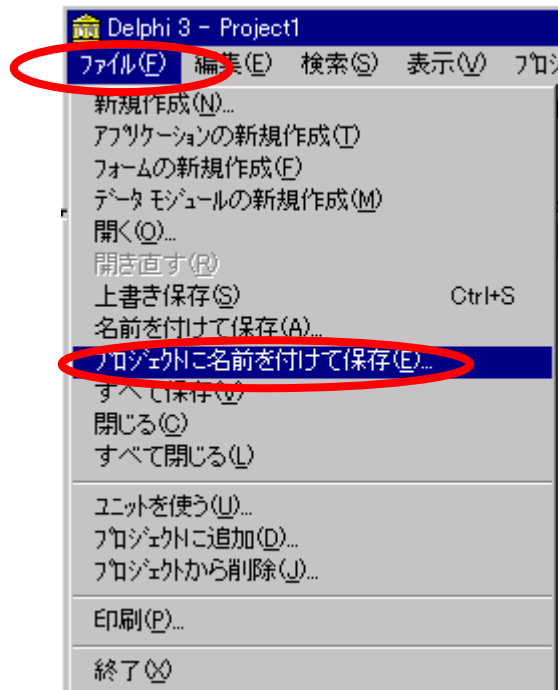 Delphi 3 - Project1
ファイル(F) 編集(E) 検索(S) 表示(V) プロジ
新規作成(N)...
アプリケーションの新規作成(T)
フォームの新規作成(F)
データ モジュールの新規作成(M)
開く(O)...
開き直す(R)
上書き保存(S) Ctrl+S
名前を付けて保存(A)...
プロジェクトに名前を付けて保存(E)...
すべて保存(V)
閉じる(C)
すべて閉じる(L)
ユニットを使う(U)...
プロジェクトに追加(D)...
プロジェクトから削除(J)...
印刷(P)...
終了(X)